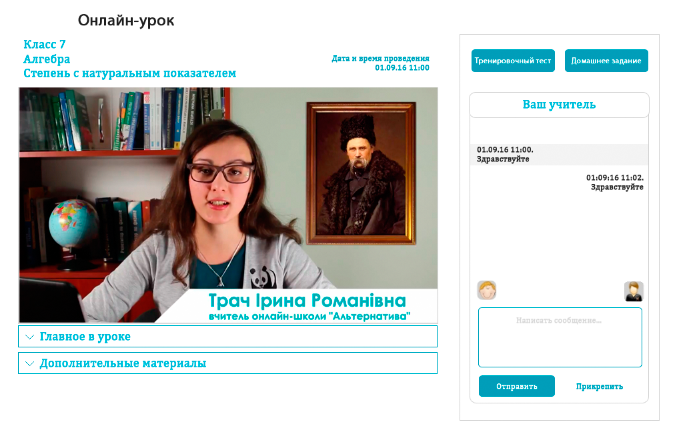 Онлайн-урок
Класс 7
Алгебра
Степень с натуральным показателем
Дата и время проведения
01.09.16 11:00
Трач Ірина Романівна
вчитель онлайн-школи "Альтернатива"
Главное в уроке
Дополнительные материалы
Тренировочный тест
Домашнее задание
Ваш учитель
01.09.16 11:00.
Здравствуйте
01:09:16 11:02.
Здравствуйте
Написать сообщение...
Отправить
Прикрепить